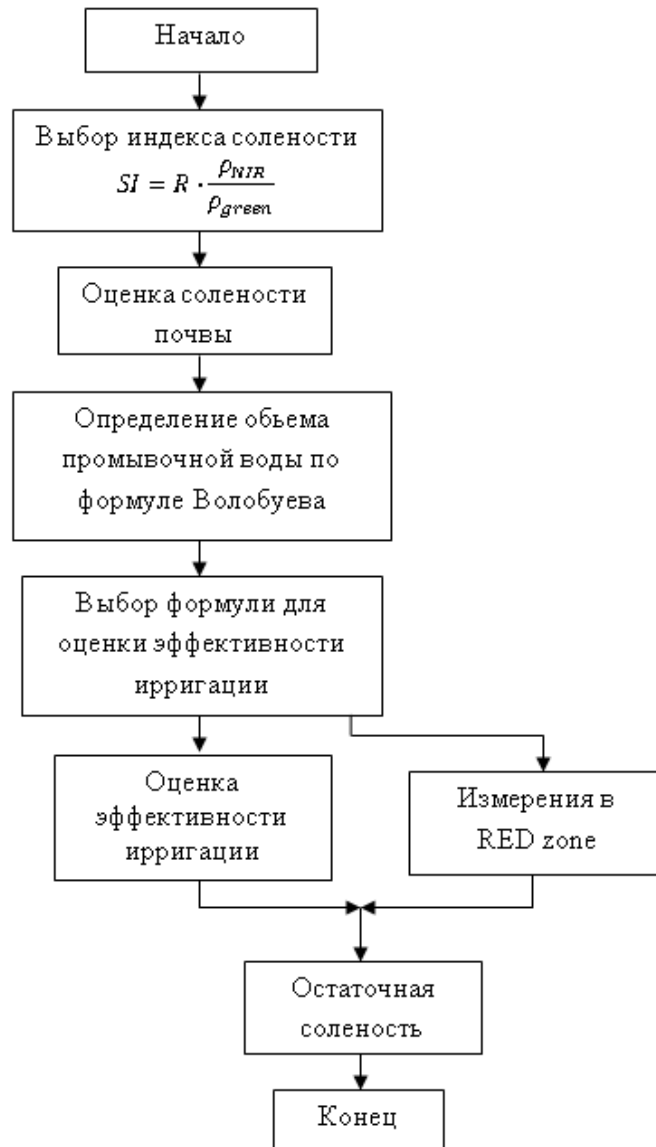 Начало
Выбор индекса солености
SI = R · ρNIR / ρgreen
Оценка солености
почвы
Определение обьема
промывочной воды по
формуле Волобуева
Выбор формули для
оценки эффективности
ирригации
Оценка
эффективности
ирригации
Измерения в
RED zone
Остаточная
соленость
Конец